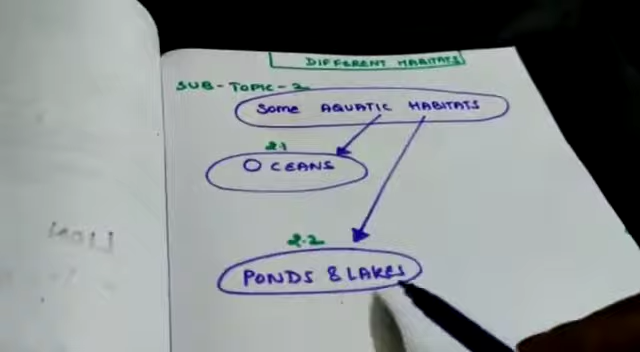 DIFFERENT HABITATS
SUB-TOPIC-2
Some AQUATIC HABITATS
2.1
OCEANS
2.2
PONDS & LAKES